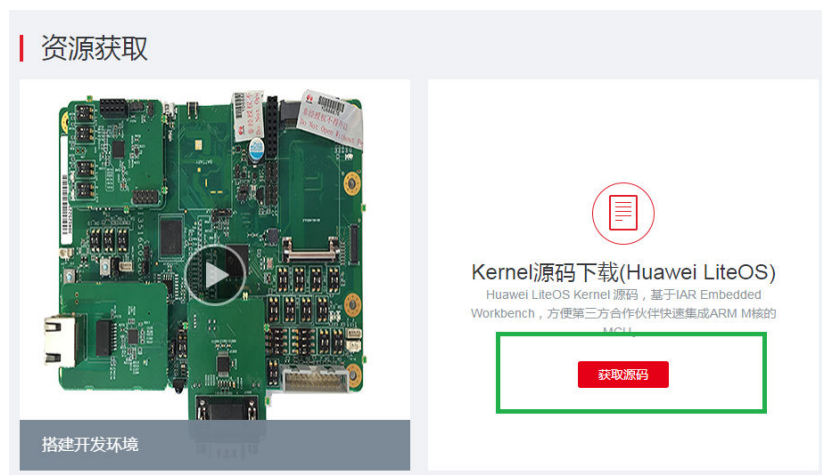 资源获取
Kernel源码下载(Huawei LiteOS)
Huawei LiteOS Kernel 源码，基于IAR Embedded
Workbench，方便第三方合作伙伴快速集成ARM M核的
MCU。
获取源码
搭建开发环境